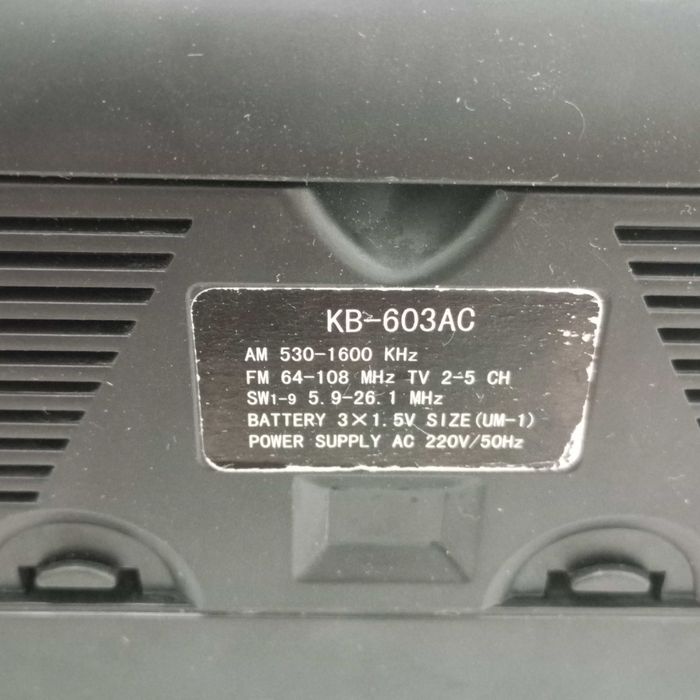 KB-603AC
AM 530-1600 KHz
FM 64-108 MHz TV 2-5 CH
SW1-9 5.9-26.1 MHz
BATTERY 3×1.5V SIZE(UM-1)
POWER SUPPLY AC 220V/50Hz